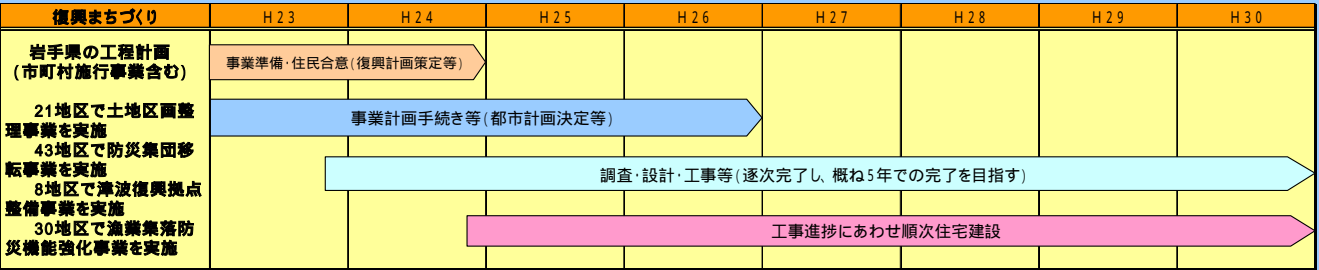 復興まちづくり H23 H24 H25 H26 H27 H28 H29 H30
岩手県の工程計画
(市町村施行事業含む)
事業準備・住民合意(復興計画策定等)
21地区で土地区画整
理事業を実施
事業計画手続き等(都市計画決定等)
43地区で防災集団移
転事業を実施
調査・設計・工事等(逐次完了し、概ね5年での完了を目指す)
8地区で津波復興拠点
整備事業を実施
30地区で漁業集落防
災機能強化事業を実施
工事進捗にあわせ順次住宅建設